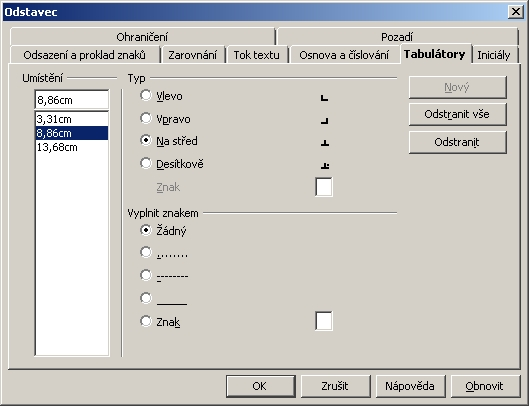 Odstavec
Ohraničení Pozadí
Odsazení a proklad znaků Zarovnání Tok textu Osnova a číslování Tabulátory Iniciály
Umístění
8,86cm
3,31cm
8,86cm
13,68cm
Typ
Vlevo
Vpravo
Na střed
Desítkově
Znak
Vyplnit znakem
Žádný
........
--------
_____
Znak
Nový
Odstranit vše
Odstranit
OK Zrušit Nápověda Obnovit